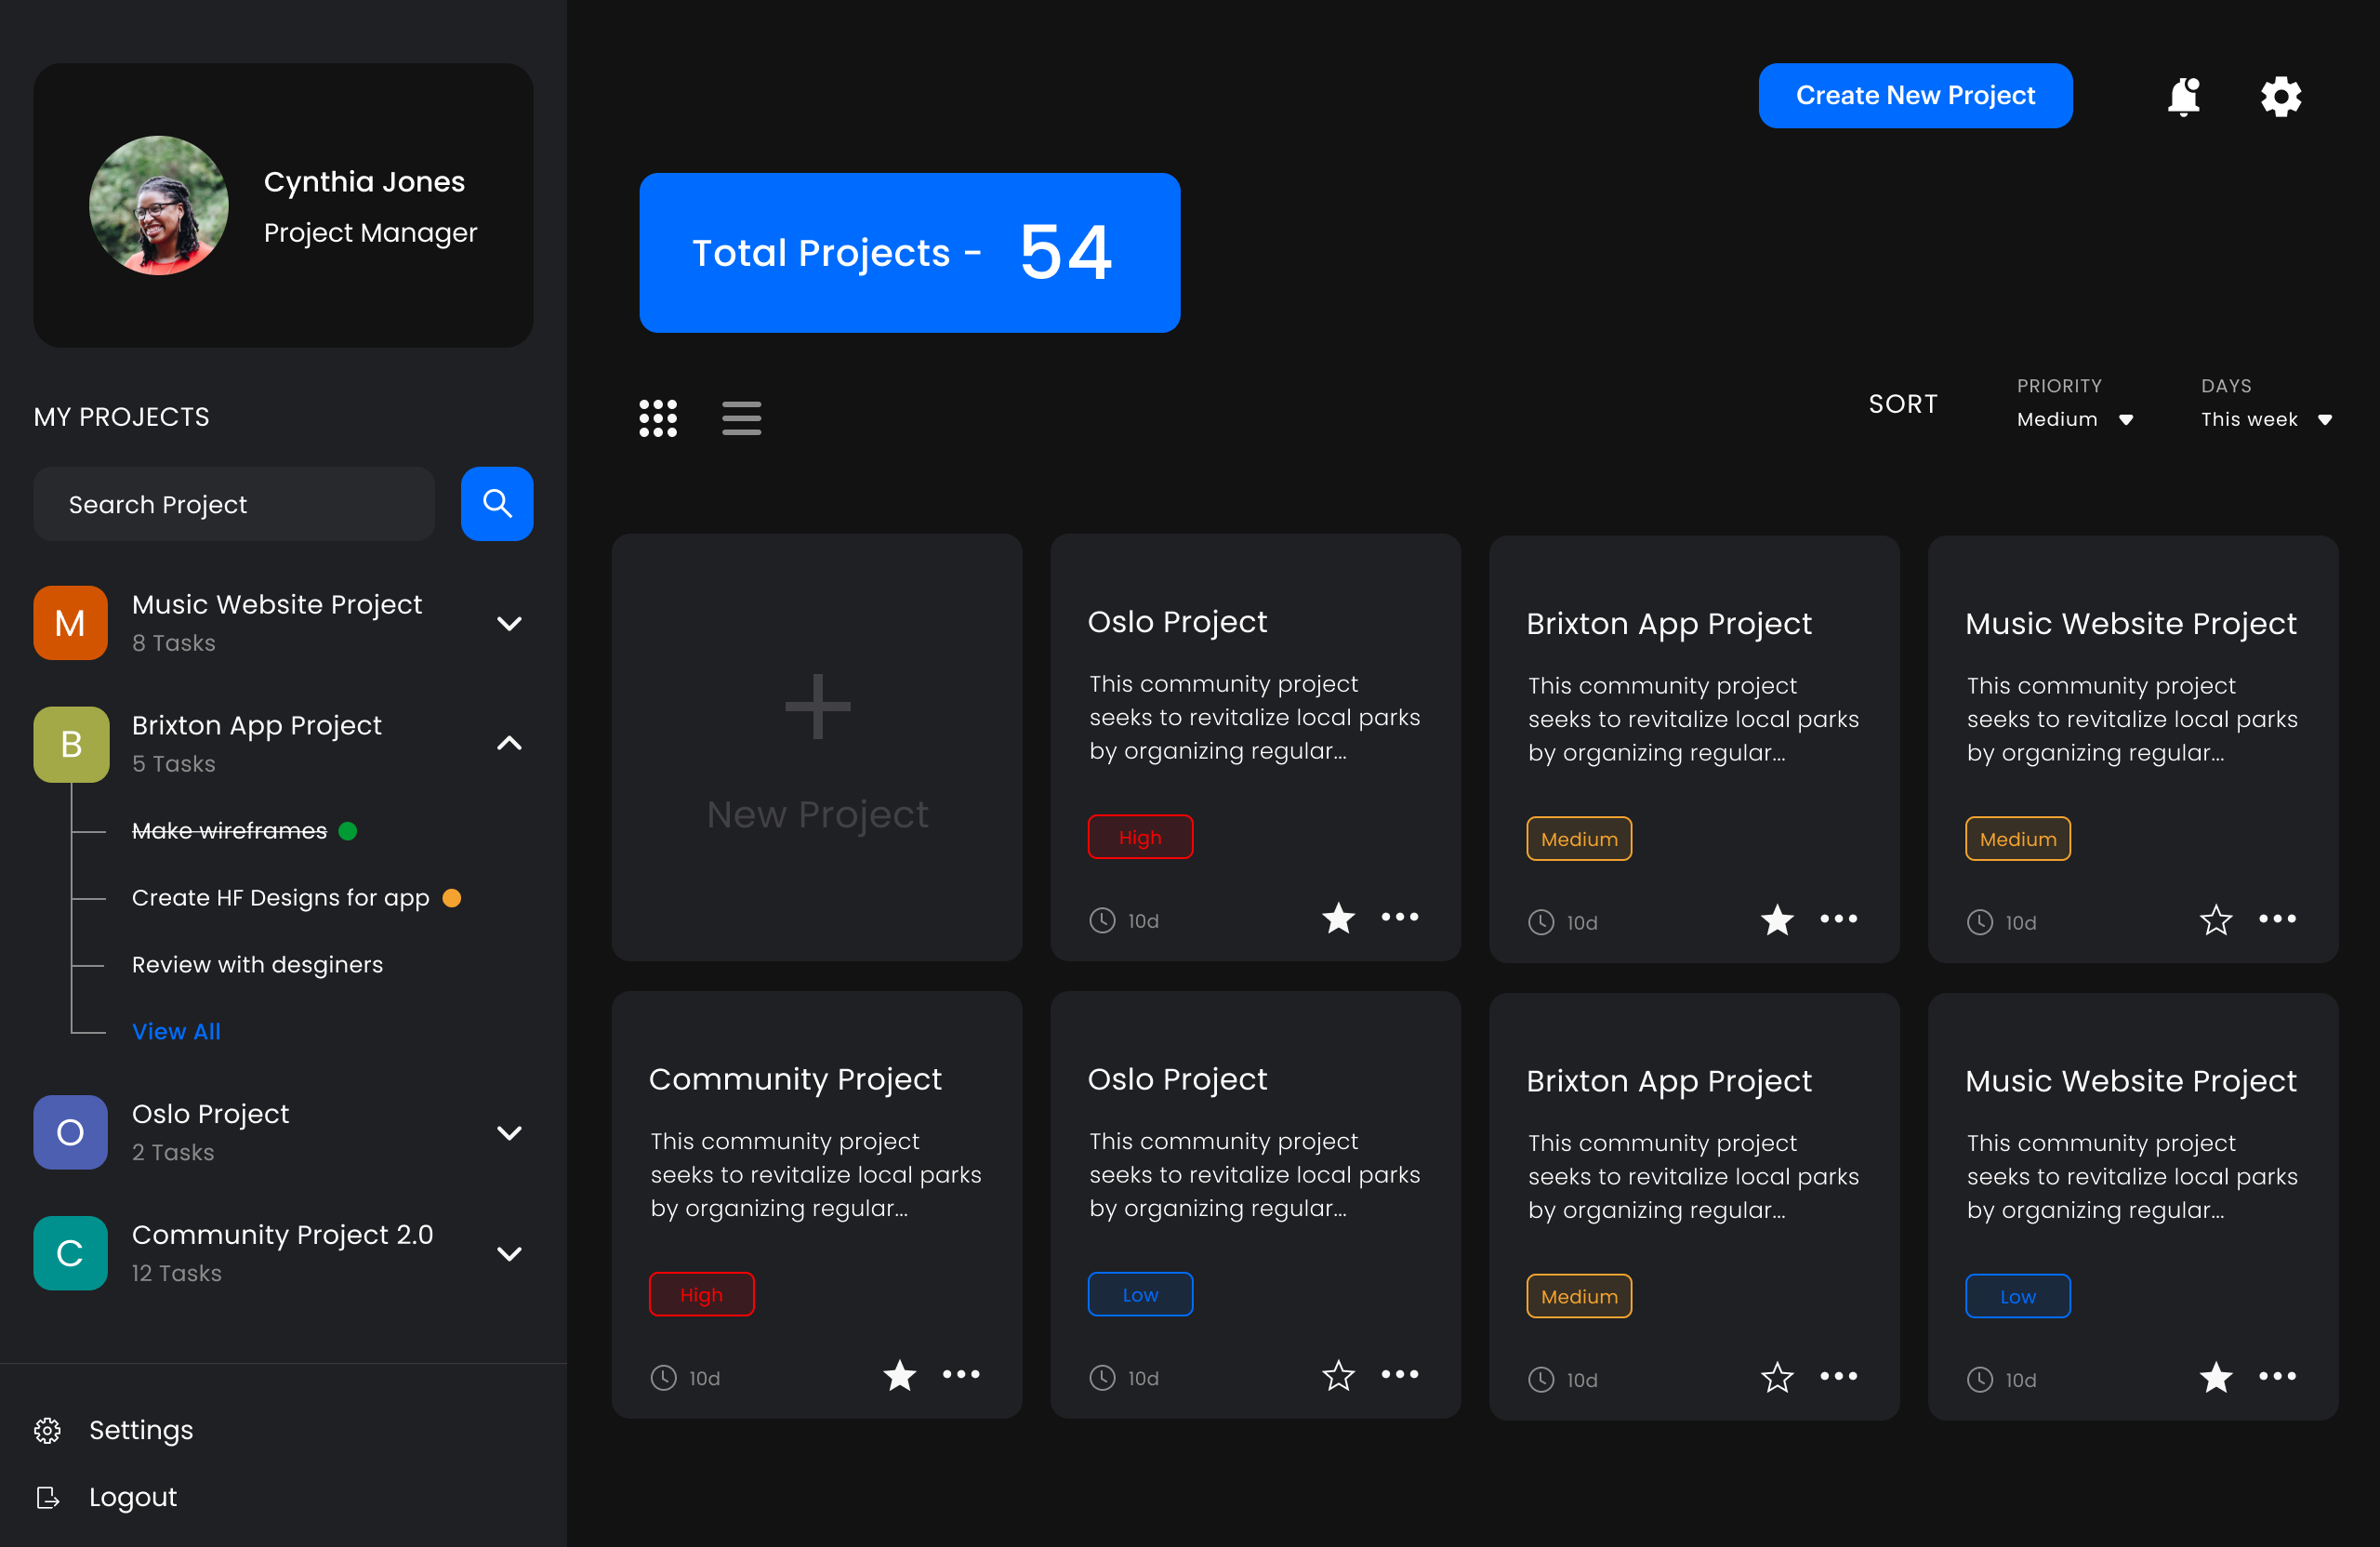 Cynthia Jones
Project Manager
MY PROJECTS
Search Project
M
Music Website Project
8 Tasks
B
Brixton App Project
5 Tasks
Make wireframes
Create HF Designs for app
Review with desginers
View All
O
Oslo Project
2 Tasks
C
Community Project 2.0
12 Tasks
Settings
Logout
Create New Project
Total Projects - 54
SORT
PRIORITY
Medium
DAYS
This week
New Project
Oslo Project
This community project
seeks to revitalize local parks
by organizing regular...
High
10d
Brixton App Project
This community project
seeks to revitalize local parks
by organizing regular...
Medium
10d
Music Website Project
This community project
seeks to revitalize local parks
by organizing regular...
Medium
10d
Community Project
This community project
seeks to revitalize local parks
by organizing regular...
High
10d
Oslo Project
This community project
seeks to revitalize local parks
by organizing regular...
Low
10d
Brixton App Project
This community project
seeks to revitalize local parks
by organizing regular...
Medium
10d
Music Website Project
This community project
seeks to revitalize local parks
by organizing regular...
Low
10d